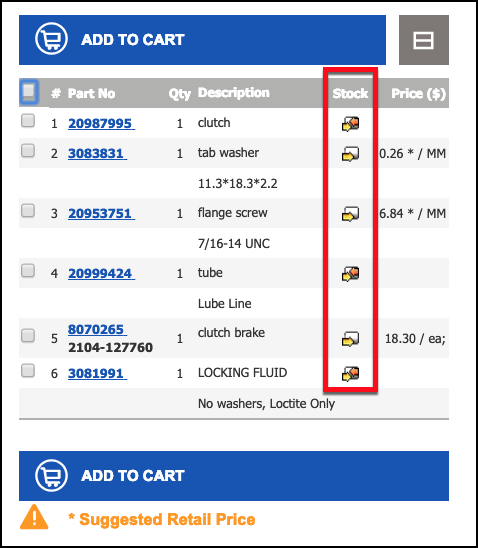 ADD TO CART
# Part No Qty Description Stock Price ($)
1 20987995 1 clutch
2 3083831 1 tab washer 0.26 * / MM
11.3*18.3*2.2
3 20953751 1 flange screw 6.84 * / MM
7/16-14 UNC
4 20999424 1 tube
Lube Line
5 8070265 1 clutch brake 18.30 / ea;
2104-127760
6 3081991 1 LOCKING FLUID
No washers, Loctite Only
ADD TO CART
* Suggested Retail Price